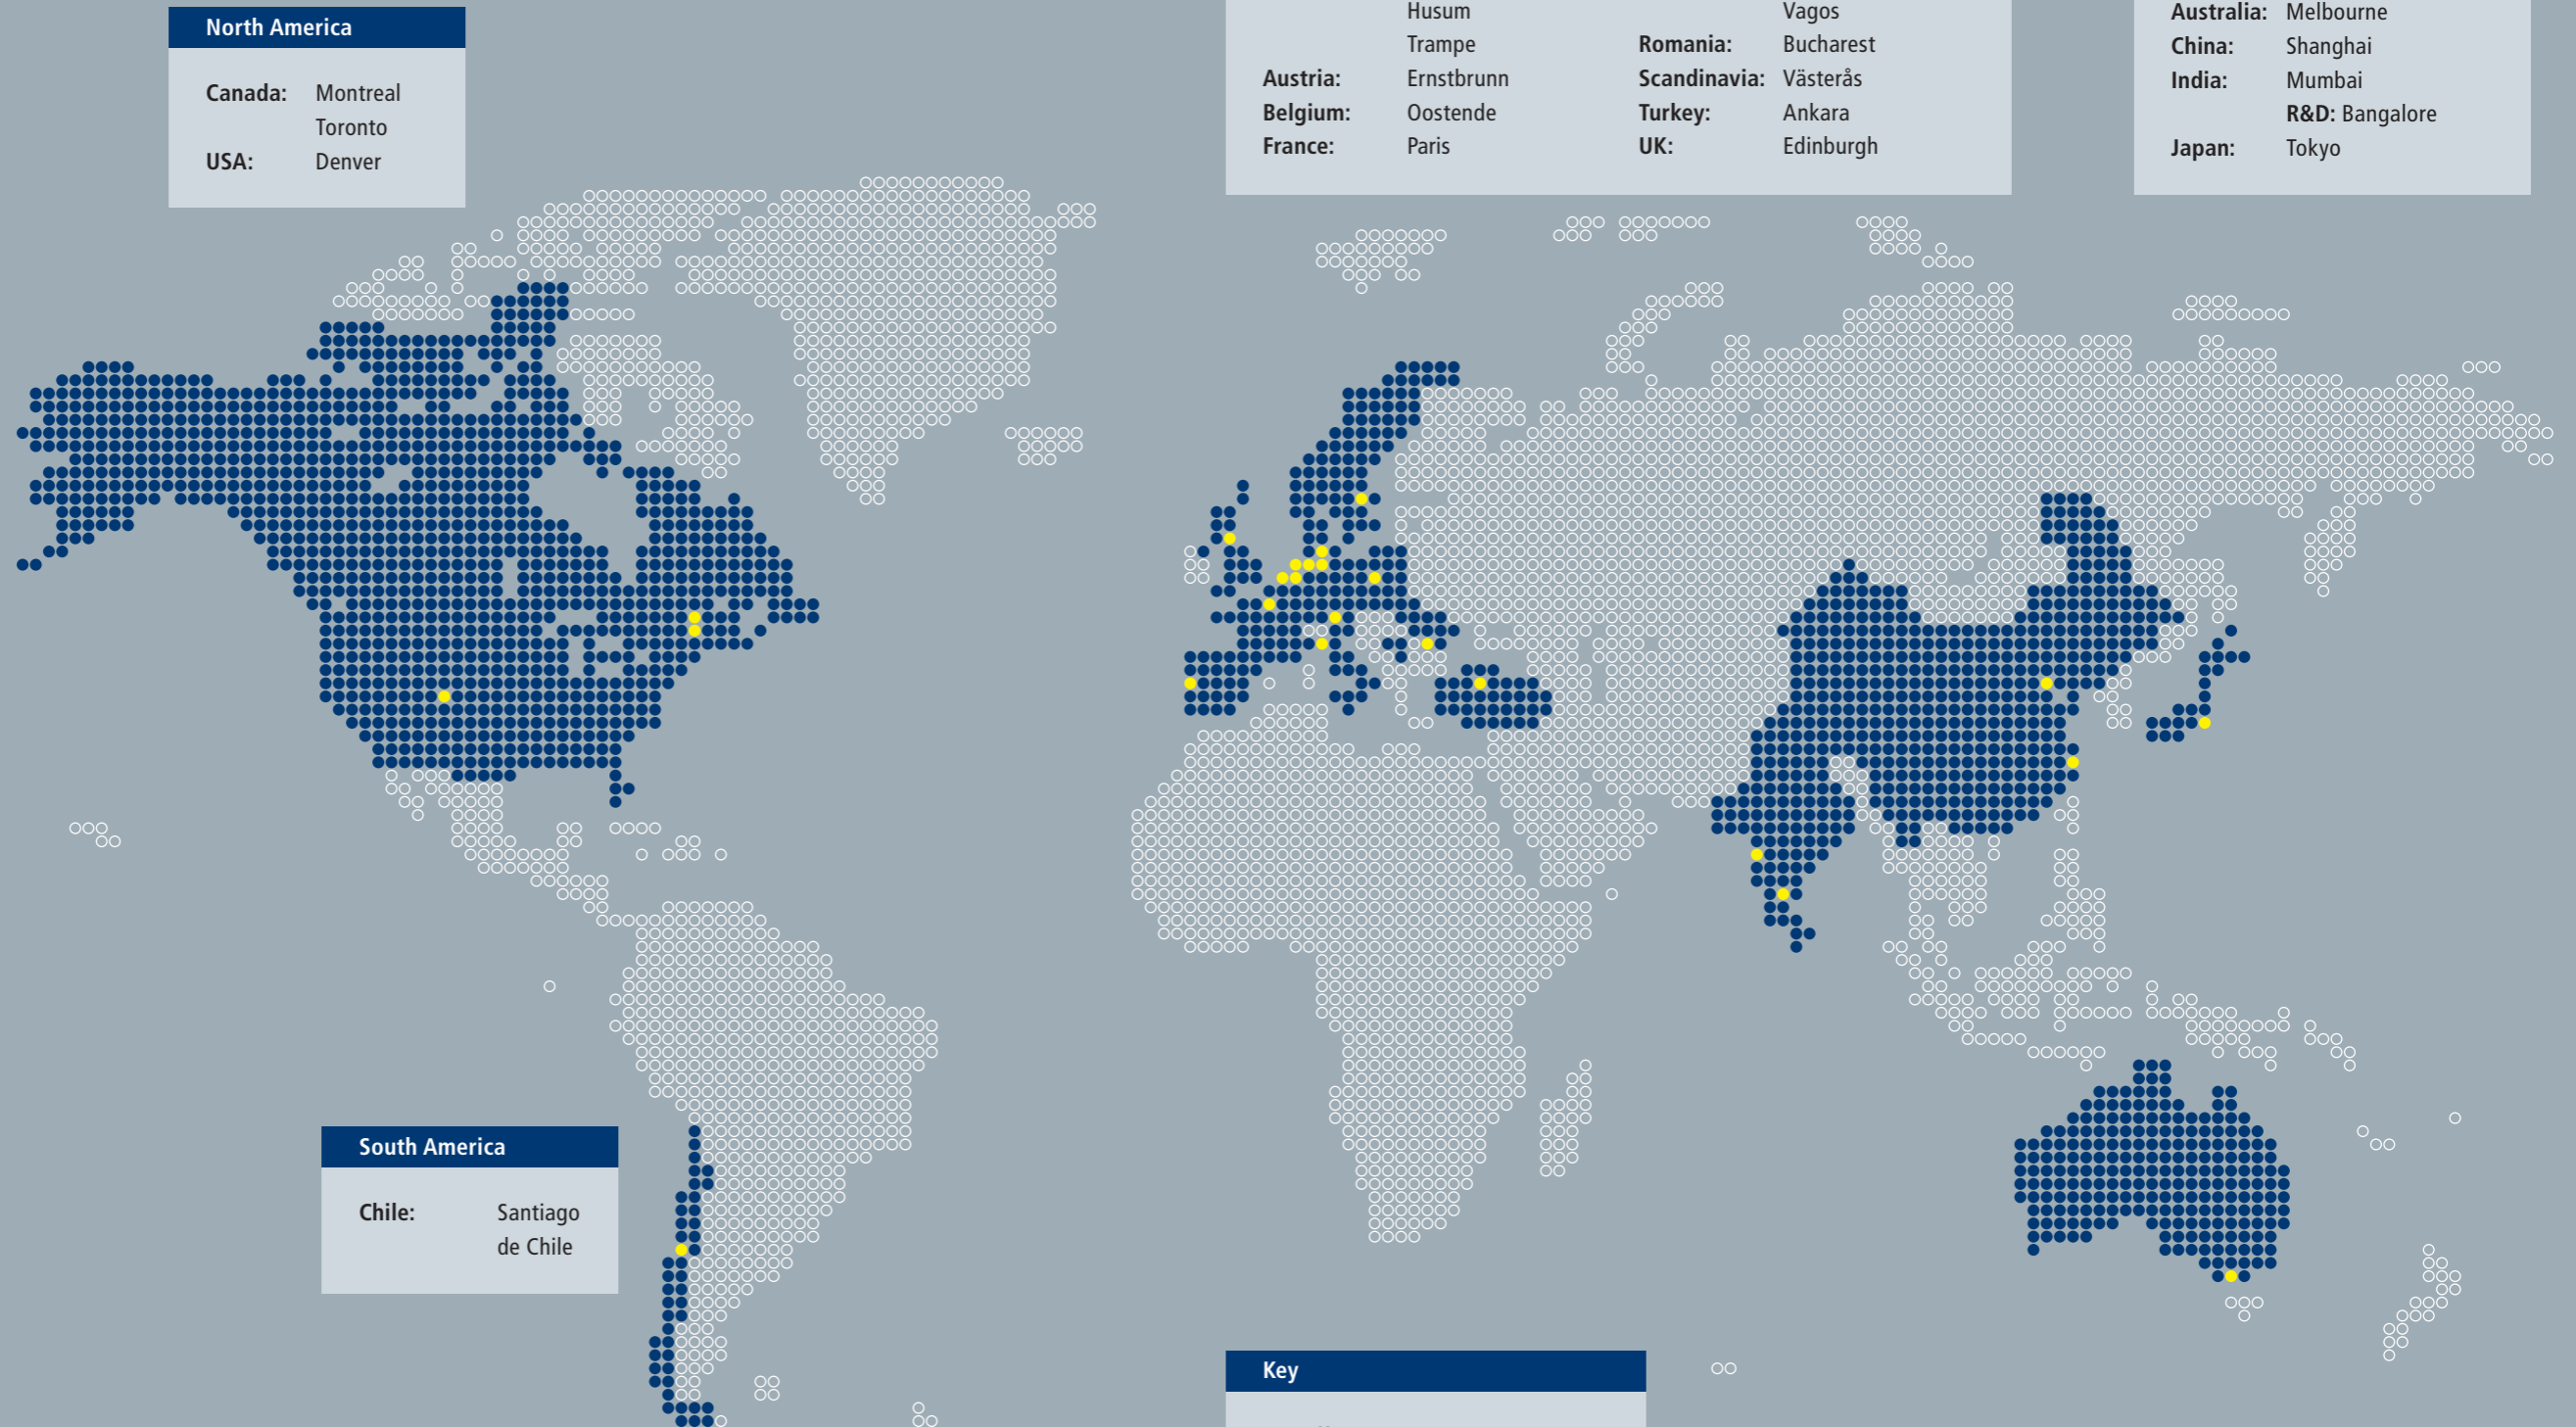 North America
Canada: Montreal
Toronto
USA: Denver
Husum
Trampe
Austria: Ernstbrunn
Belgium: Oostende
France: Paris
Vagos
Romania: Bucharest
Scandinavia: Västerås
Turkey: Ankara
UK: Edinburgh
Australia: Melbourne
China: Shanghai
India: Mumbai
R&D: Bangalore
Japan: Tokyo
South America
Chile: Santiago
de Chile
Key